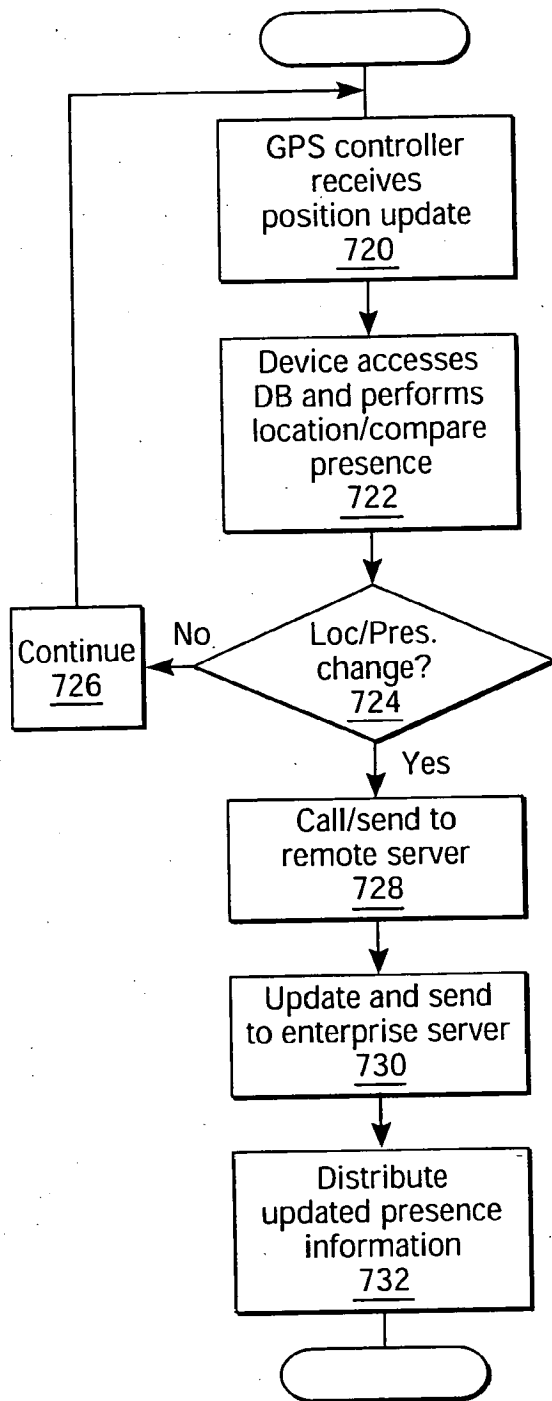 GPS controller
receives
position update
720
Device accesses
DB and performs
location/compare
presence
722
Loc/Pres.
change?
724
No
Continue
726
Yes
Call/send to
remote server
728
Update and send
to enterprise server
730
Distribute
updated presence
information
732